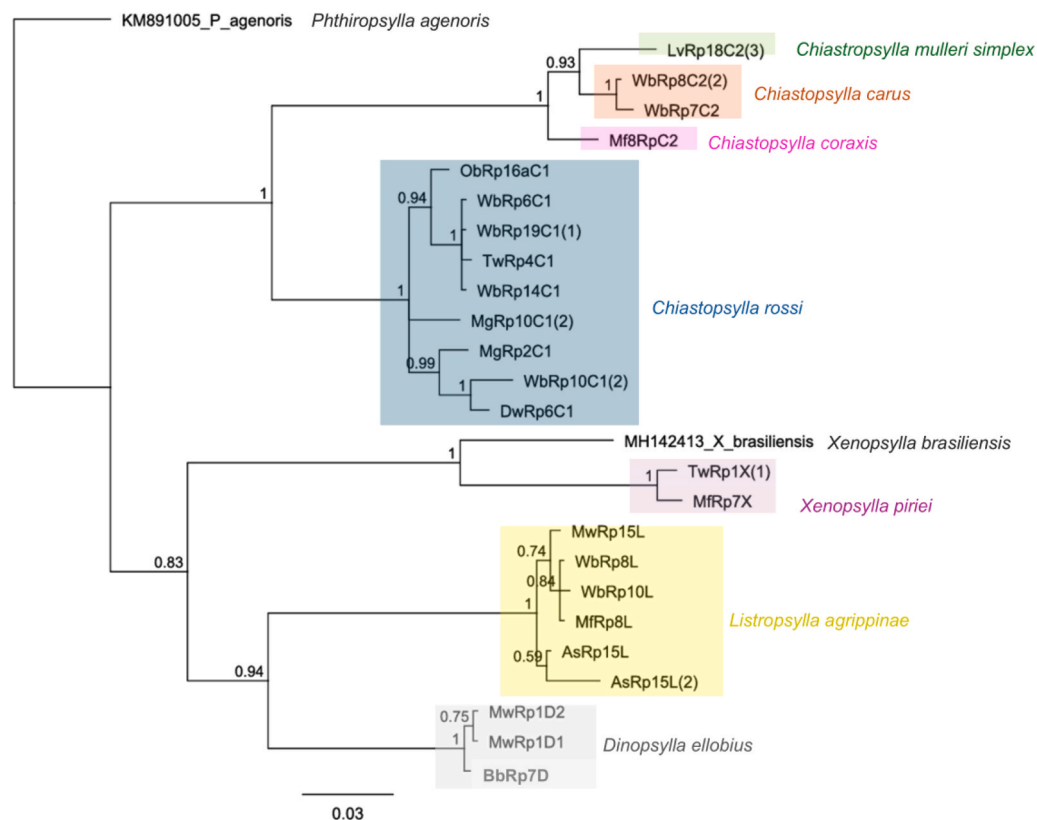 KM891005_P_agenoris Phthiropsylla agenoris
LvRp18C2(3) Chiastropsylla mulleri simplex
0.93
WbRp8C2(2)
1
Chiastopsylla carus
1
WbRp7C2
Mf8RpC2 Chiastopsylla coraxis
ObRp16aC1
0.94
WbRp6C1
1
WbRp19C1(1)
1
TwRp4C1
WbRp14C1
1
Chiastopsylla rossi
MgRp10C1(2)
MgRp2C1
0.99
WbRp10C1(2)
1
DwRp6C1
MH142413_X_brasiliensis Xenopsylla brasiliensis
1
TwRp1X(1)
1
MfRp7X Xenopsylla piriei
MwRp15L
0.74
WbRp8L
0.83
0.84
WbRp10L
1
MfRp8L Listropsylla agrippinae
AsRp15L
0.59
AsRp15L(2)
0.94
MwRp1D2
0.75
MwRp1D1 Dinopsylla ellobius
1
BbRp7D
0.03